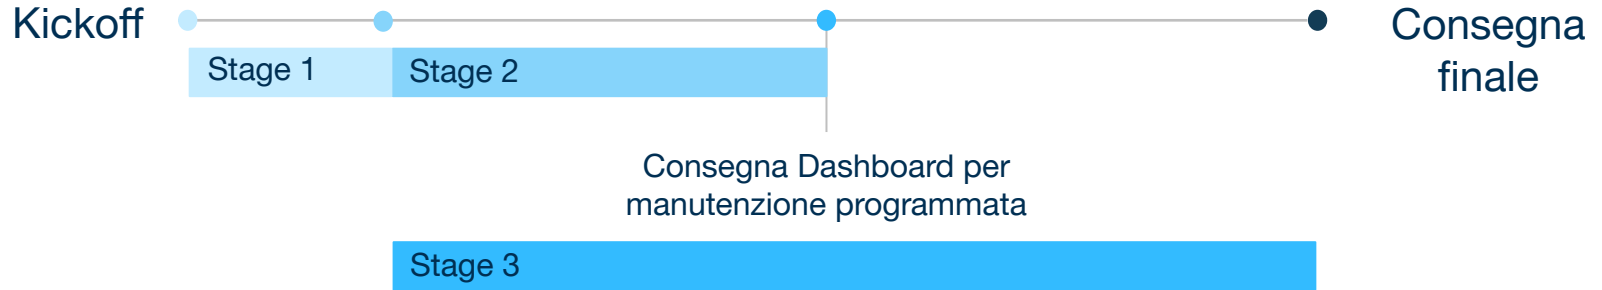 Kickoff
Consegna
finale
Stage 1
Stage 2
Consegna Dashboard per
manutenzione programmata
Stage 3